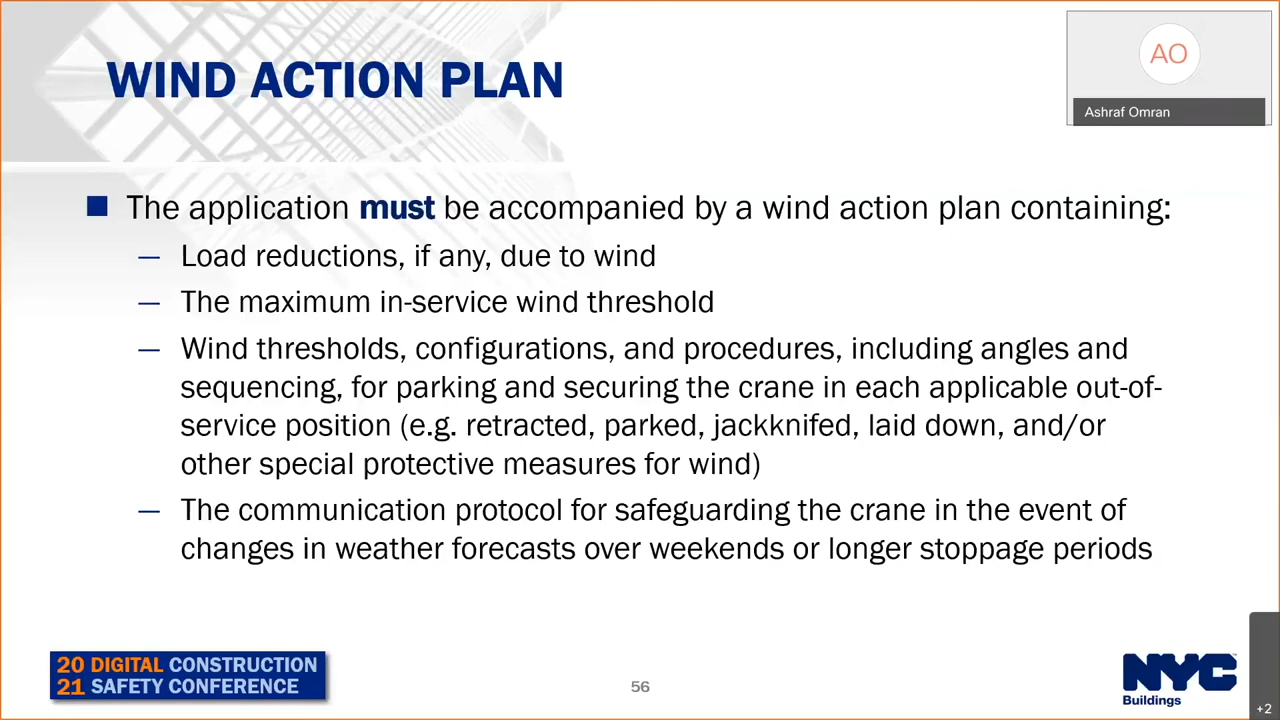 WIND ACTION PLAN
AO
Ashraf Omran
■ The application must be accompanied by a wind action plan containing:
— Load reductions, if any, due to wind
— The maximum in-service wind threshold
— Wind thresholds, configurations, and procedures, including angles and
sequencing, for parking and securing the crane in each applicable out-of-
service position (e.g. retracted, parked, jackknifed, laid down, and/or
other special protective measures for wind)
— The communication protocol for safeguarding the crane in the event of
changes in weather forecasts over weekends or longer stoppage periods
20 DIGITAL CONSTRUCTION
21 SAFETY CONFERENCE
56
NYC
Buildings
+2